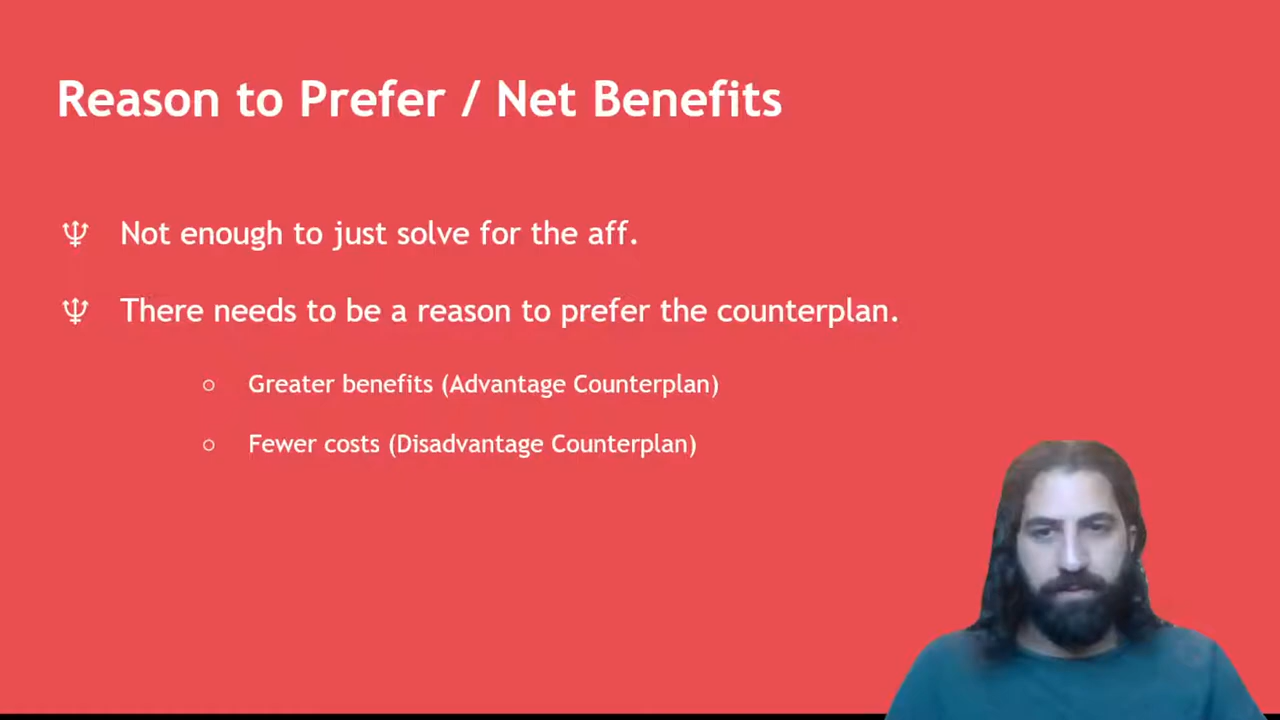 Reason to Prefer / Net Benefits
Not enough to just solve for the aff.
There needs to be a reason to prefer the counterplan.
Greater benefits (Advantage Counterplan)
Fewer costs (Disadvantage Counterplan)